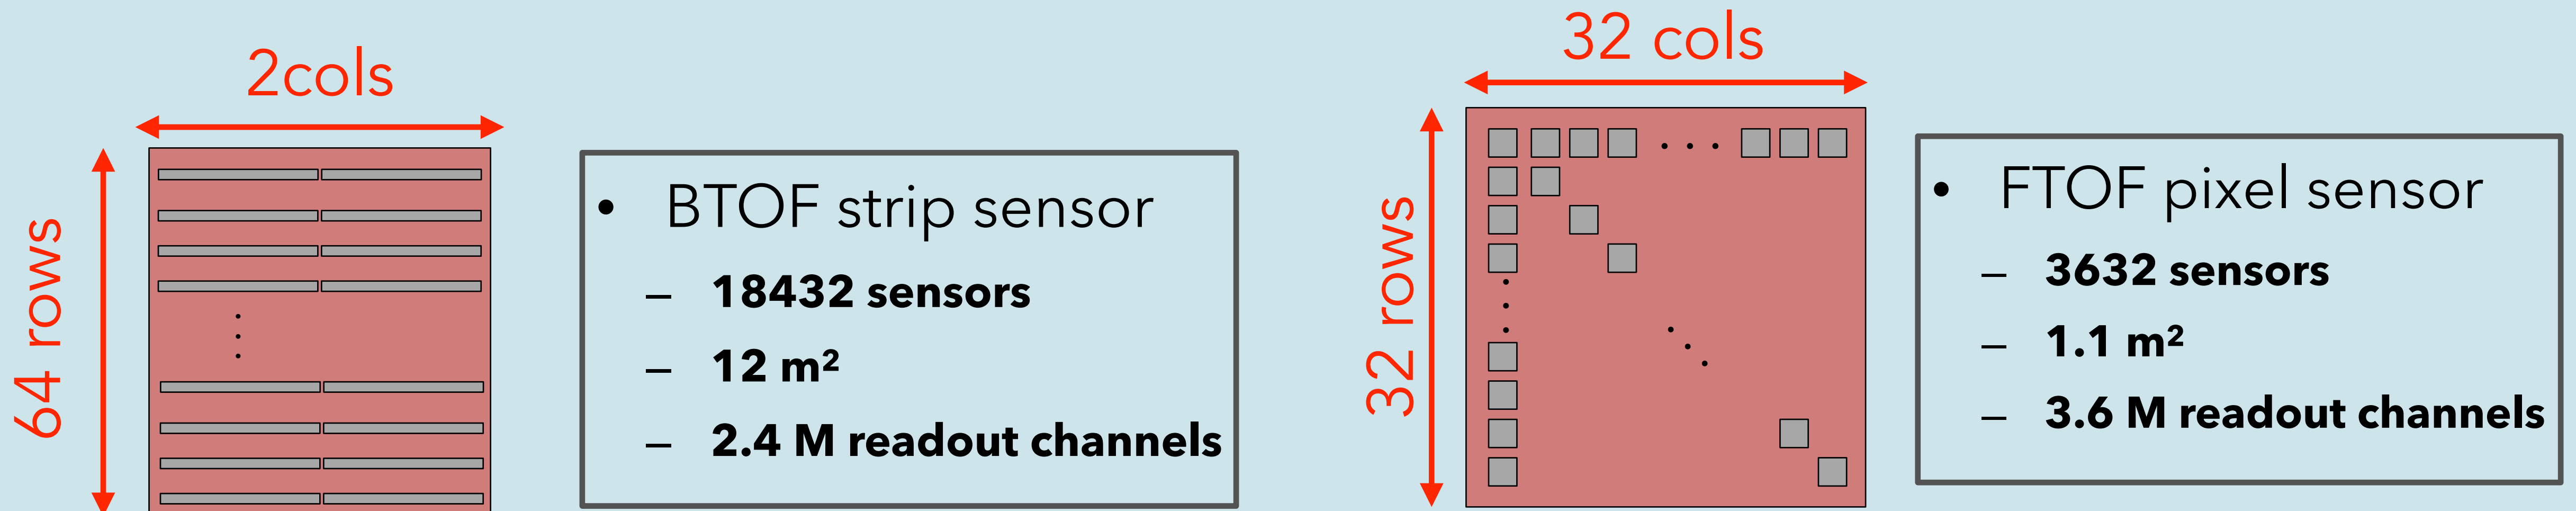 2cols
64 rows
• BTOF strip sensor
– 18432 sensors
– 12 m²
– 2.4 M readout channels
32 cols
32 rows
• FTOF pixel sensor
– 3632 sensors
– 1.1 m²
– 3.6 M readout channels